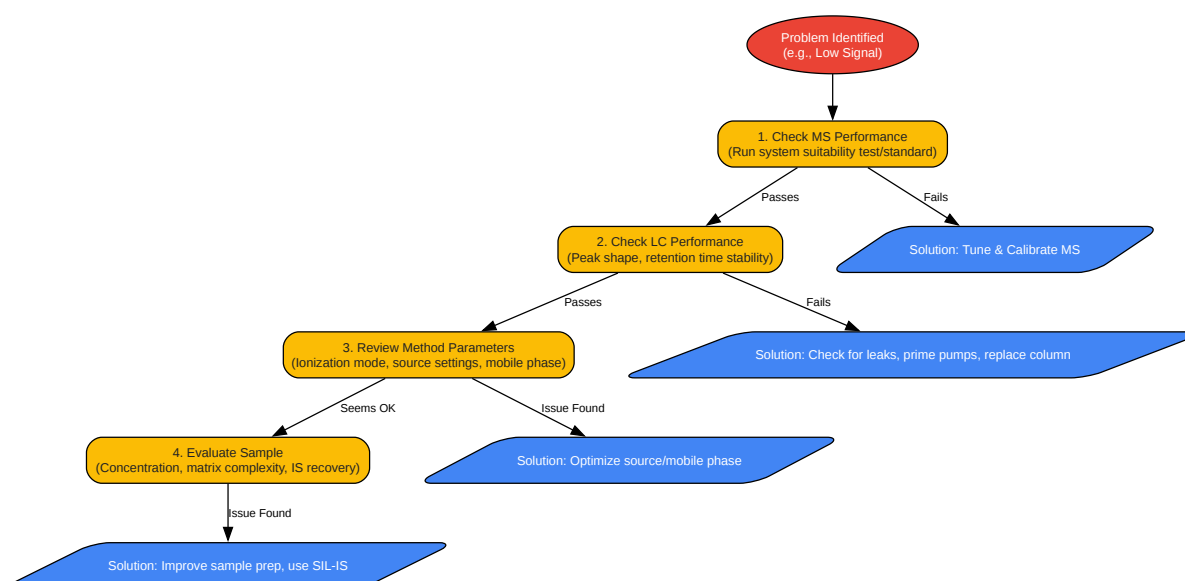 Problem Identified
(e.g., Low Signal)
1. Check MS Performance
(Run system suitability test/standard)
Passes
Fails
2. Check LC Performance
(Peak shape, retention time stability)
Solution: Tune & Calibrate MS
Passes
Fails
3. Review Method Parameters
(Ionization mode, source settings, mobile phase)
Solution: Check for leaks, prime pumps, replace column
Seems OK
Issue Found
4. Evaluate Sample
(Concentration, matrix complexity, IS recovery)
Solution: Optimize source/mobile phase
Issue Found
Solution: Improve sample prep, use SIL-IS